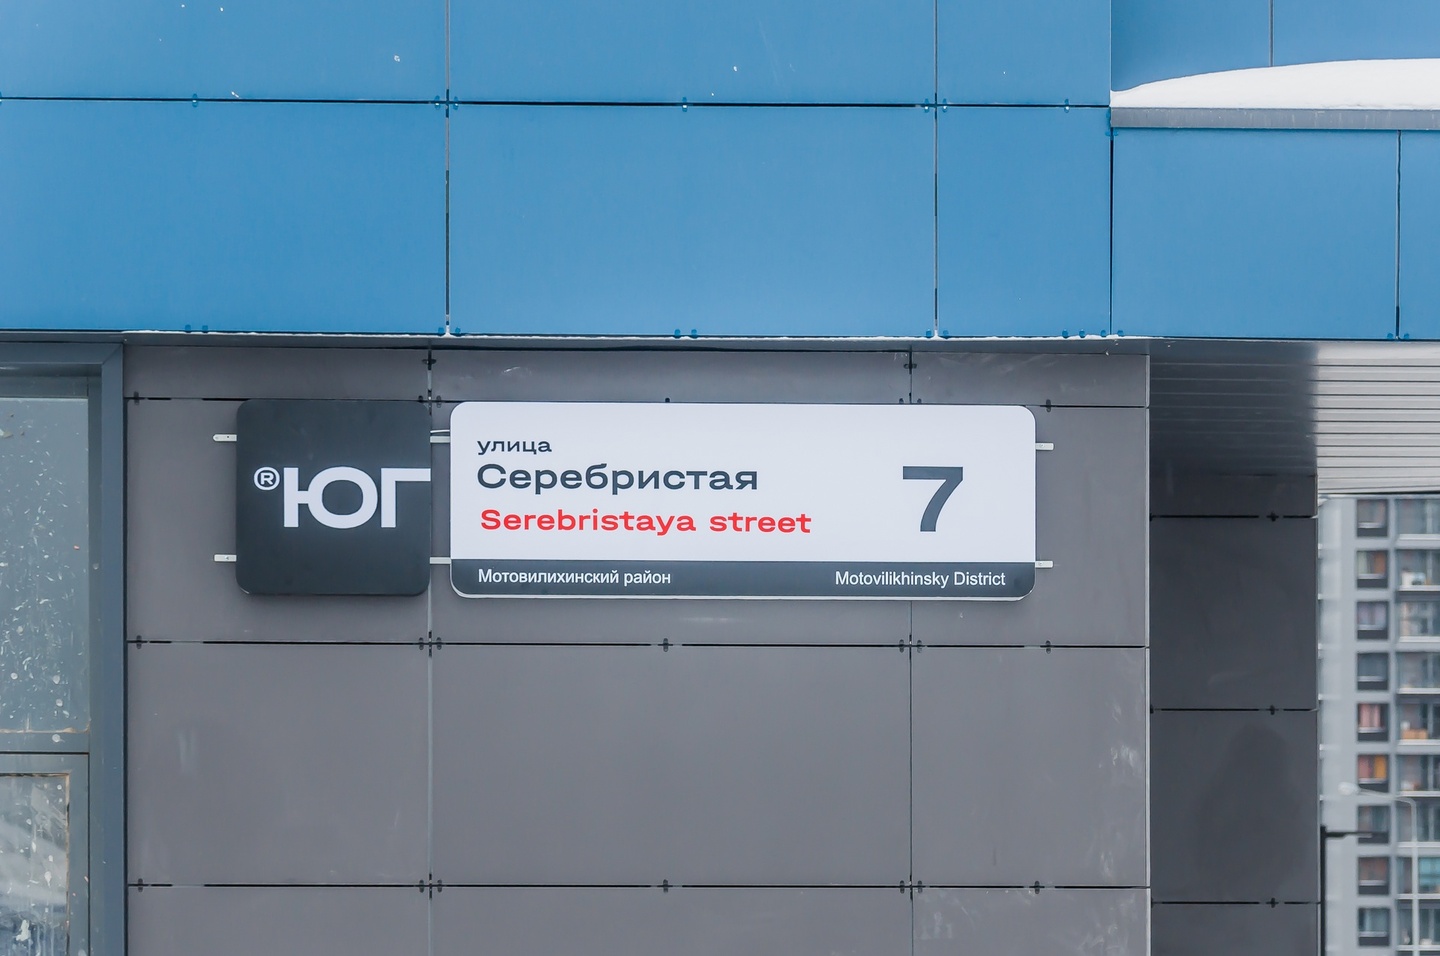 ®ЮГ
улица
Серебристая
Serebristaya street
7
Мотовилихинский район
Motovilikhinsky District